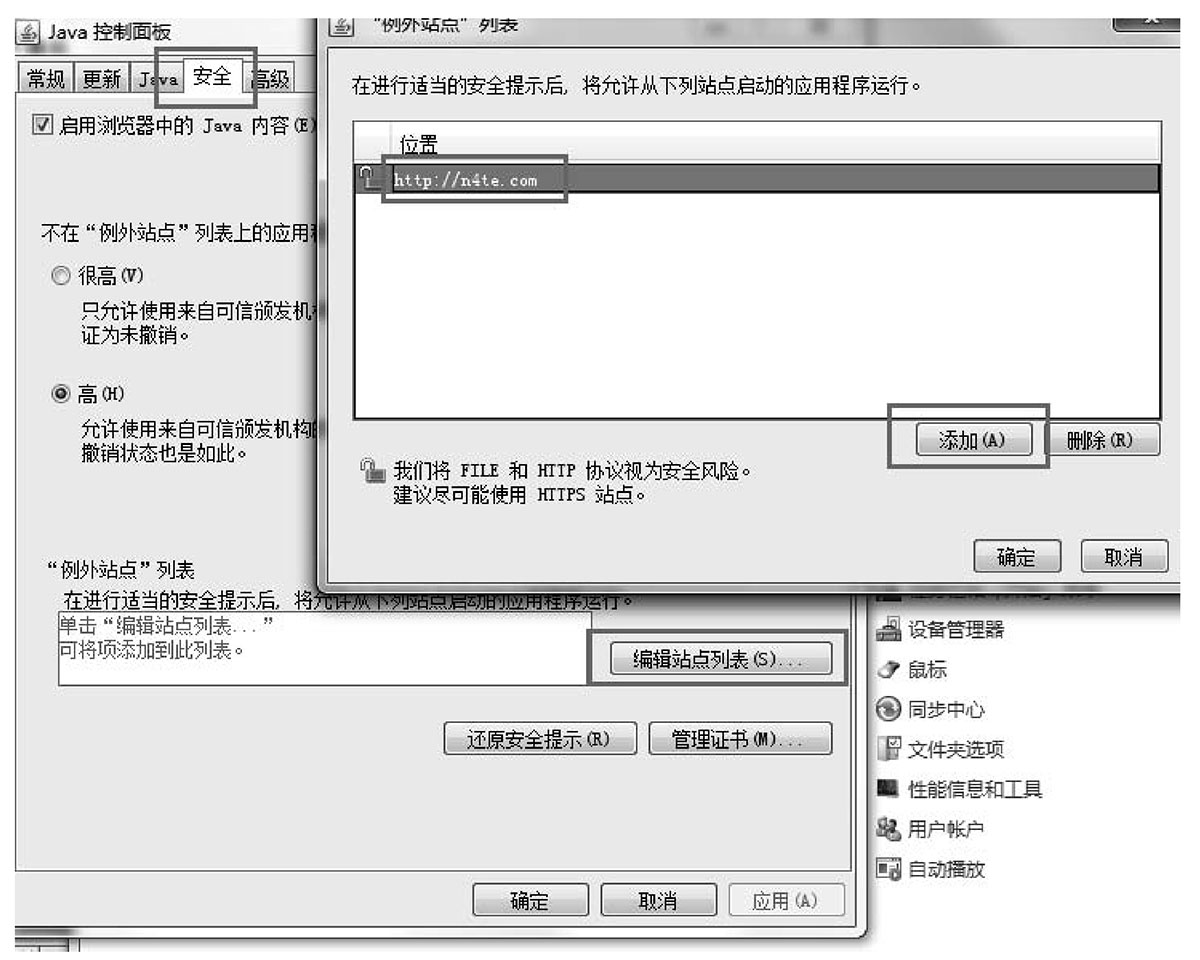 Java 控制面板
常规 更新 Java 安全 高级
启用浏览器中的 Java 内容(E)
不在“例外站点”列表上的应用
很高(V)
只允许使用来自可信颁发机
证为未撤销。
高(H)
允许使用来自可信颁发机构
撤销状态也是如此。
“例外站点”列表
在进行适当的安全提示后, 将允许从下列站点启动的应用程序运行。
单击“编辑站点列表...”
可将项添加到此列表。
编辑站点列表(S)...
还原安全提示(R) 管理证书(M)...
确定 取消 应用(A)
“例外站点” 列表
在进行适当的安全提示后, 将允许从下列站点启动的应用程序运行。
位置
http://n4te.com
添加(A) 删除(R)
我们将 FILE 和 HTTP 协议视为安全风险。
建议尽可能使用 HTTPS 站点。
确定 取消
设备管理器
鼠标
同步中心
文件夹选项
性能信息和工具
用户帐户
自动播放